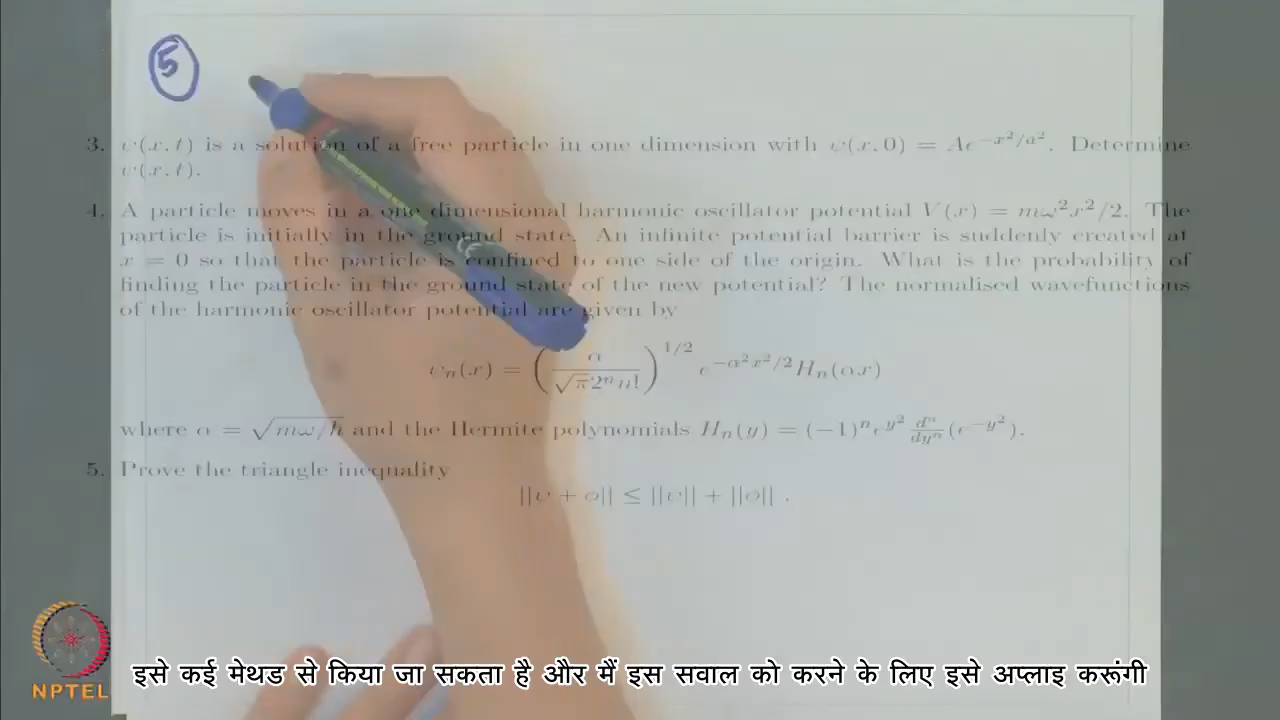 5
3. ψ(x, t) is a solution of a free particle in one dimension with ψ(x, 0) = Ae^{-x²/a²}. Determine
ψ(x, t).
4. A particle moves in a one dimensional harmonic oscillator potential V(x) = mω²x²/2. The
particle is initially in the ground state. An infinite potential barrier is suddenly created at
x = 0 so that the particle is confined to one side of the origin. What is the probability of
finding the particle in the ground state of the new potential? The normalised wavefunctions
of the harmonic oscillator potential are given by
ψ_n(x) = (α / (√π 2ⁿ n!))^{1/2} e^{-α²x²/2} H_n(αx)
where α = √(mω/ħ) and the Hermite polynomials H_n(y) = (-1)ⁿ e^{y²} dⁿ/dyⁿ (e^{-y²}).
5. Prove the triangle inequality
||ψ + φ|| ≤ ||ψ|| + ||φ|| .
NPTEL
इसे कई मेथड से किया जा सकता है और मैं इस सवाल को करने के लिए इसे अप्लाइ करूंगी